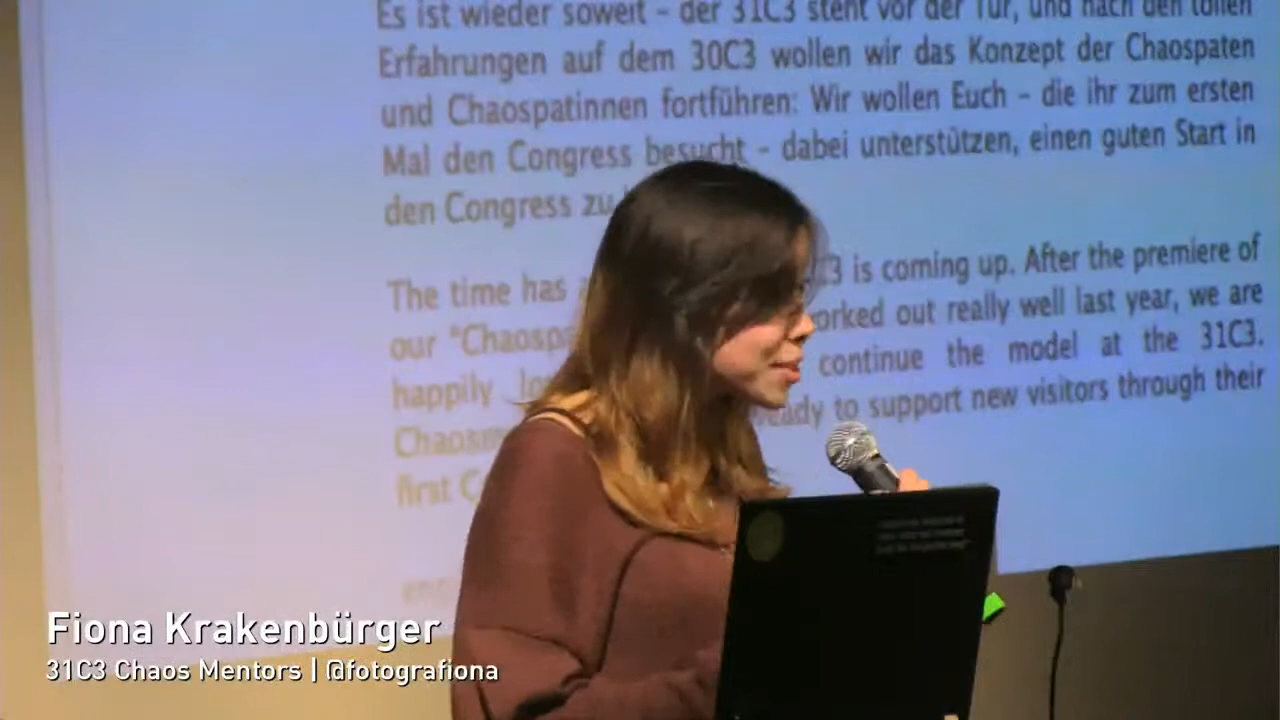 Es ist wieder soweit – der 31C3 steht vor der Tür, und nach den tollen
Erfahrungen auf dem 30C3 wollen wir das Konzept der Chaospaten
und Chaospatinnen fortführen: Wir wollen Euch – die ihr zum ersten
Mal den Congress besucht – dabei unterstützen, einen guten Start in
den Congress zu
The time has C3 is coming up. After the premiere of
our "Chaospa worked out really well last year, we are
happily continue the model at the 31C3.
Chaosm ready to support new visitors through their
first C
Fiona Krakenbürger
31C3 Chaos Mentors | @fotografiona